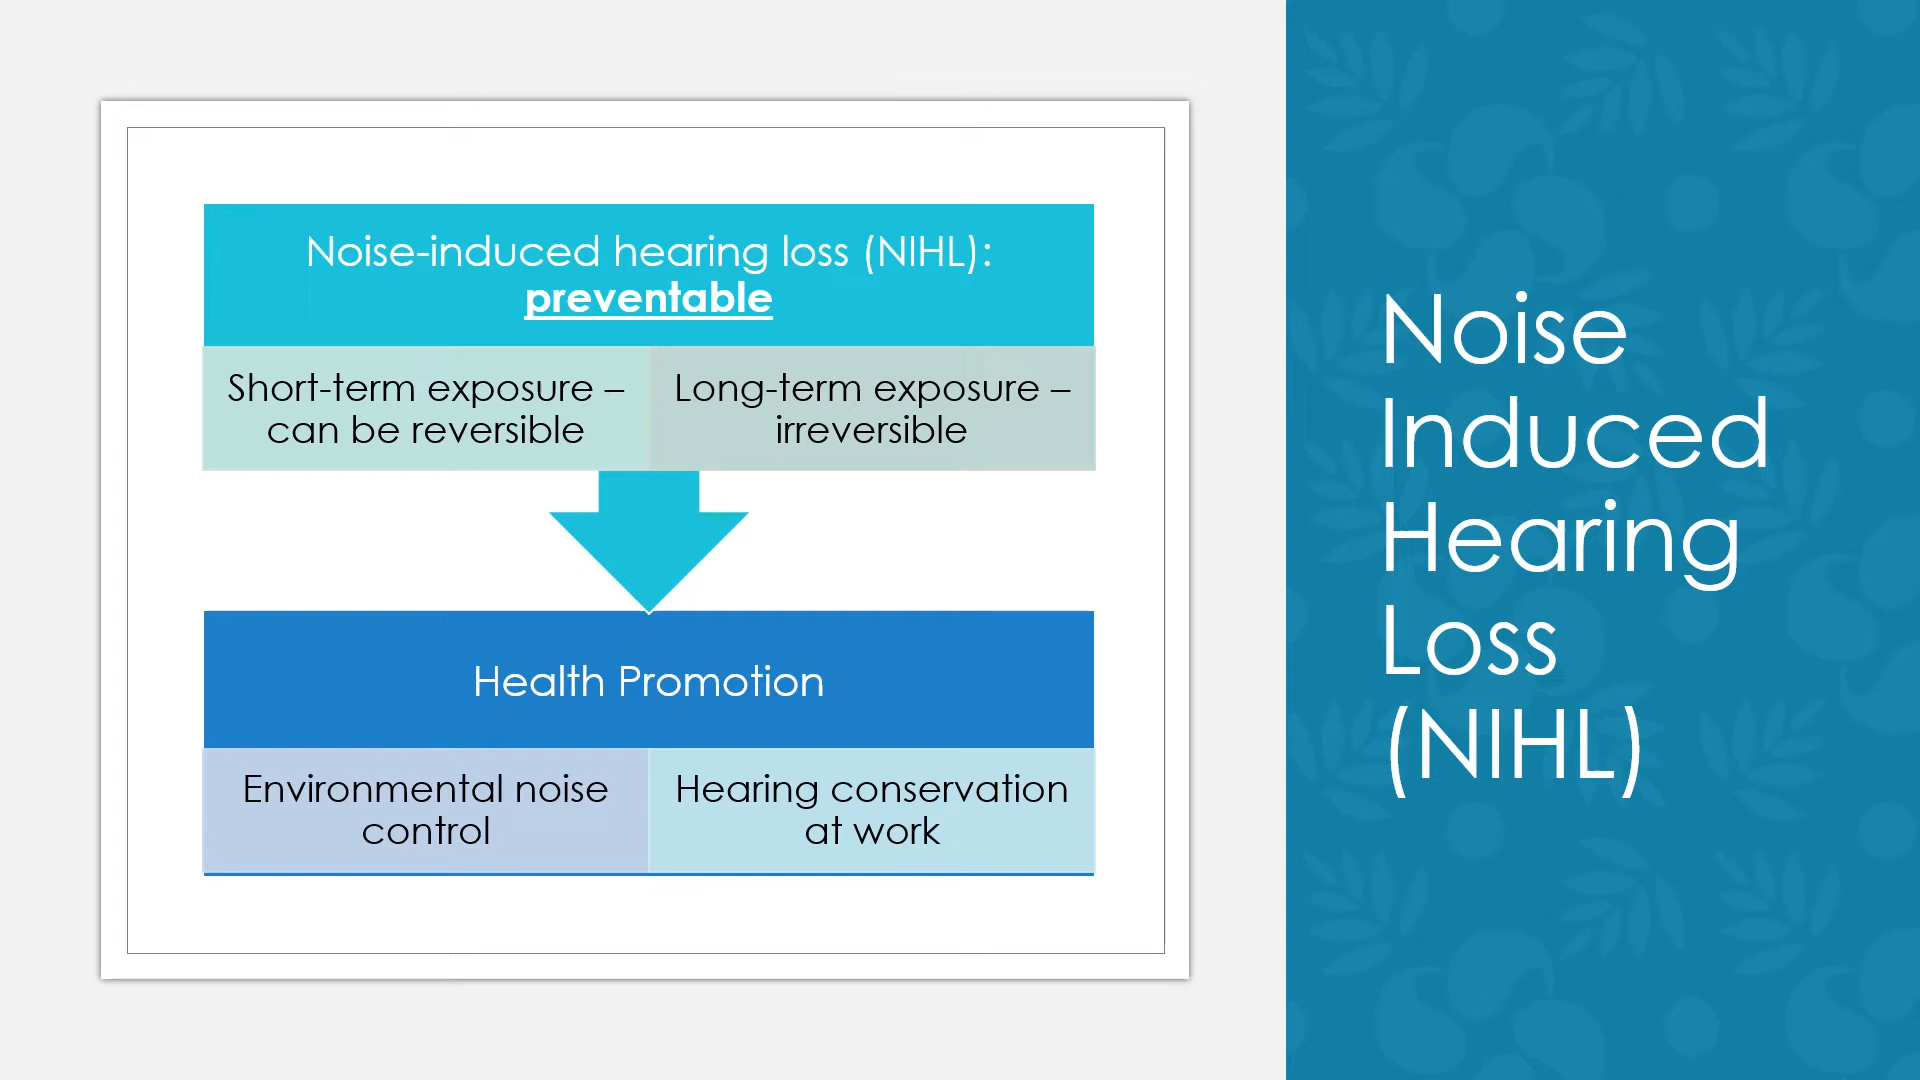 Noise-induced hearing loss (NIHL):
preventable
Short-term exposure –
can be reversible
Long-term exposure –
irreversible
Health Promotion
Environmental noise
control
Hearing conservation
at work
Noise
Induced
Hearing
Loss
(NIHL)